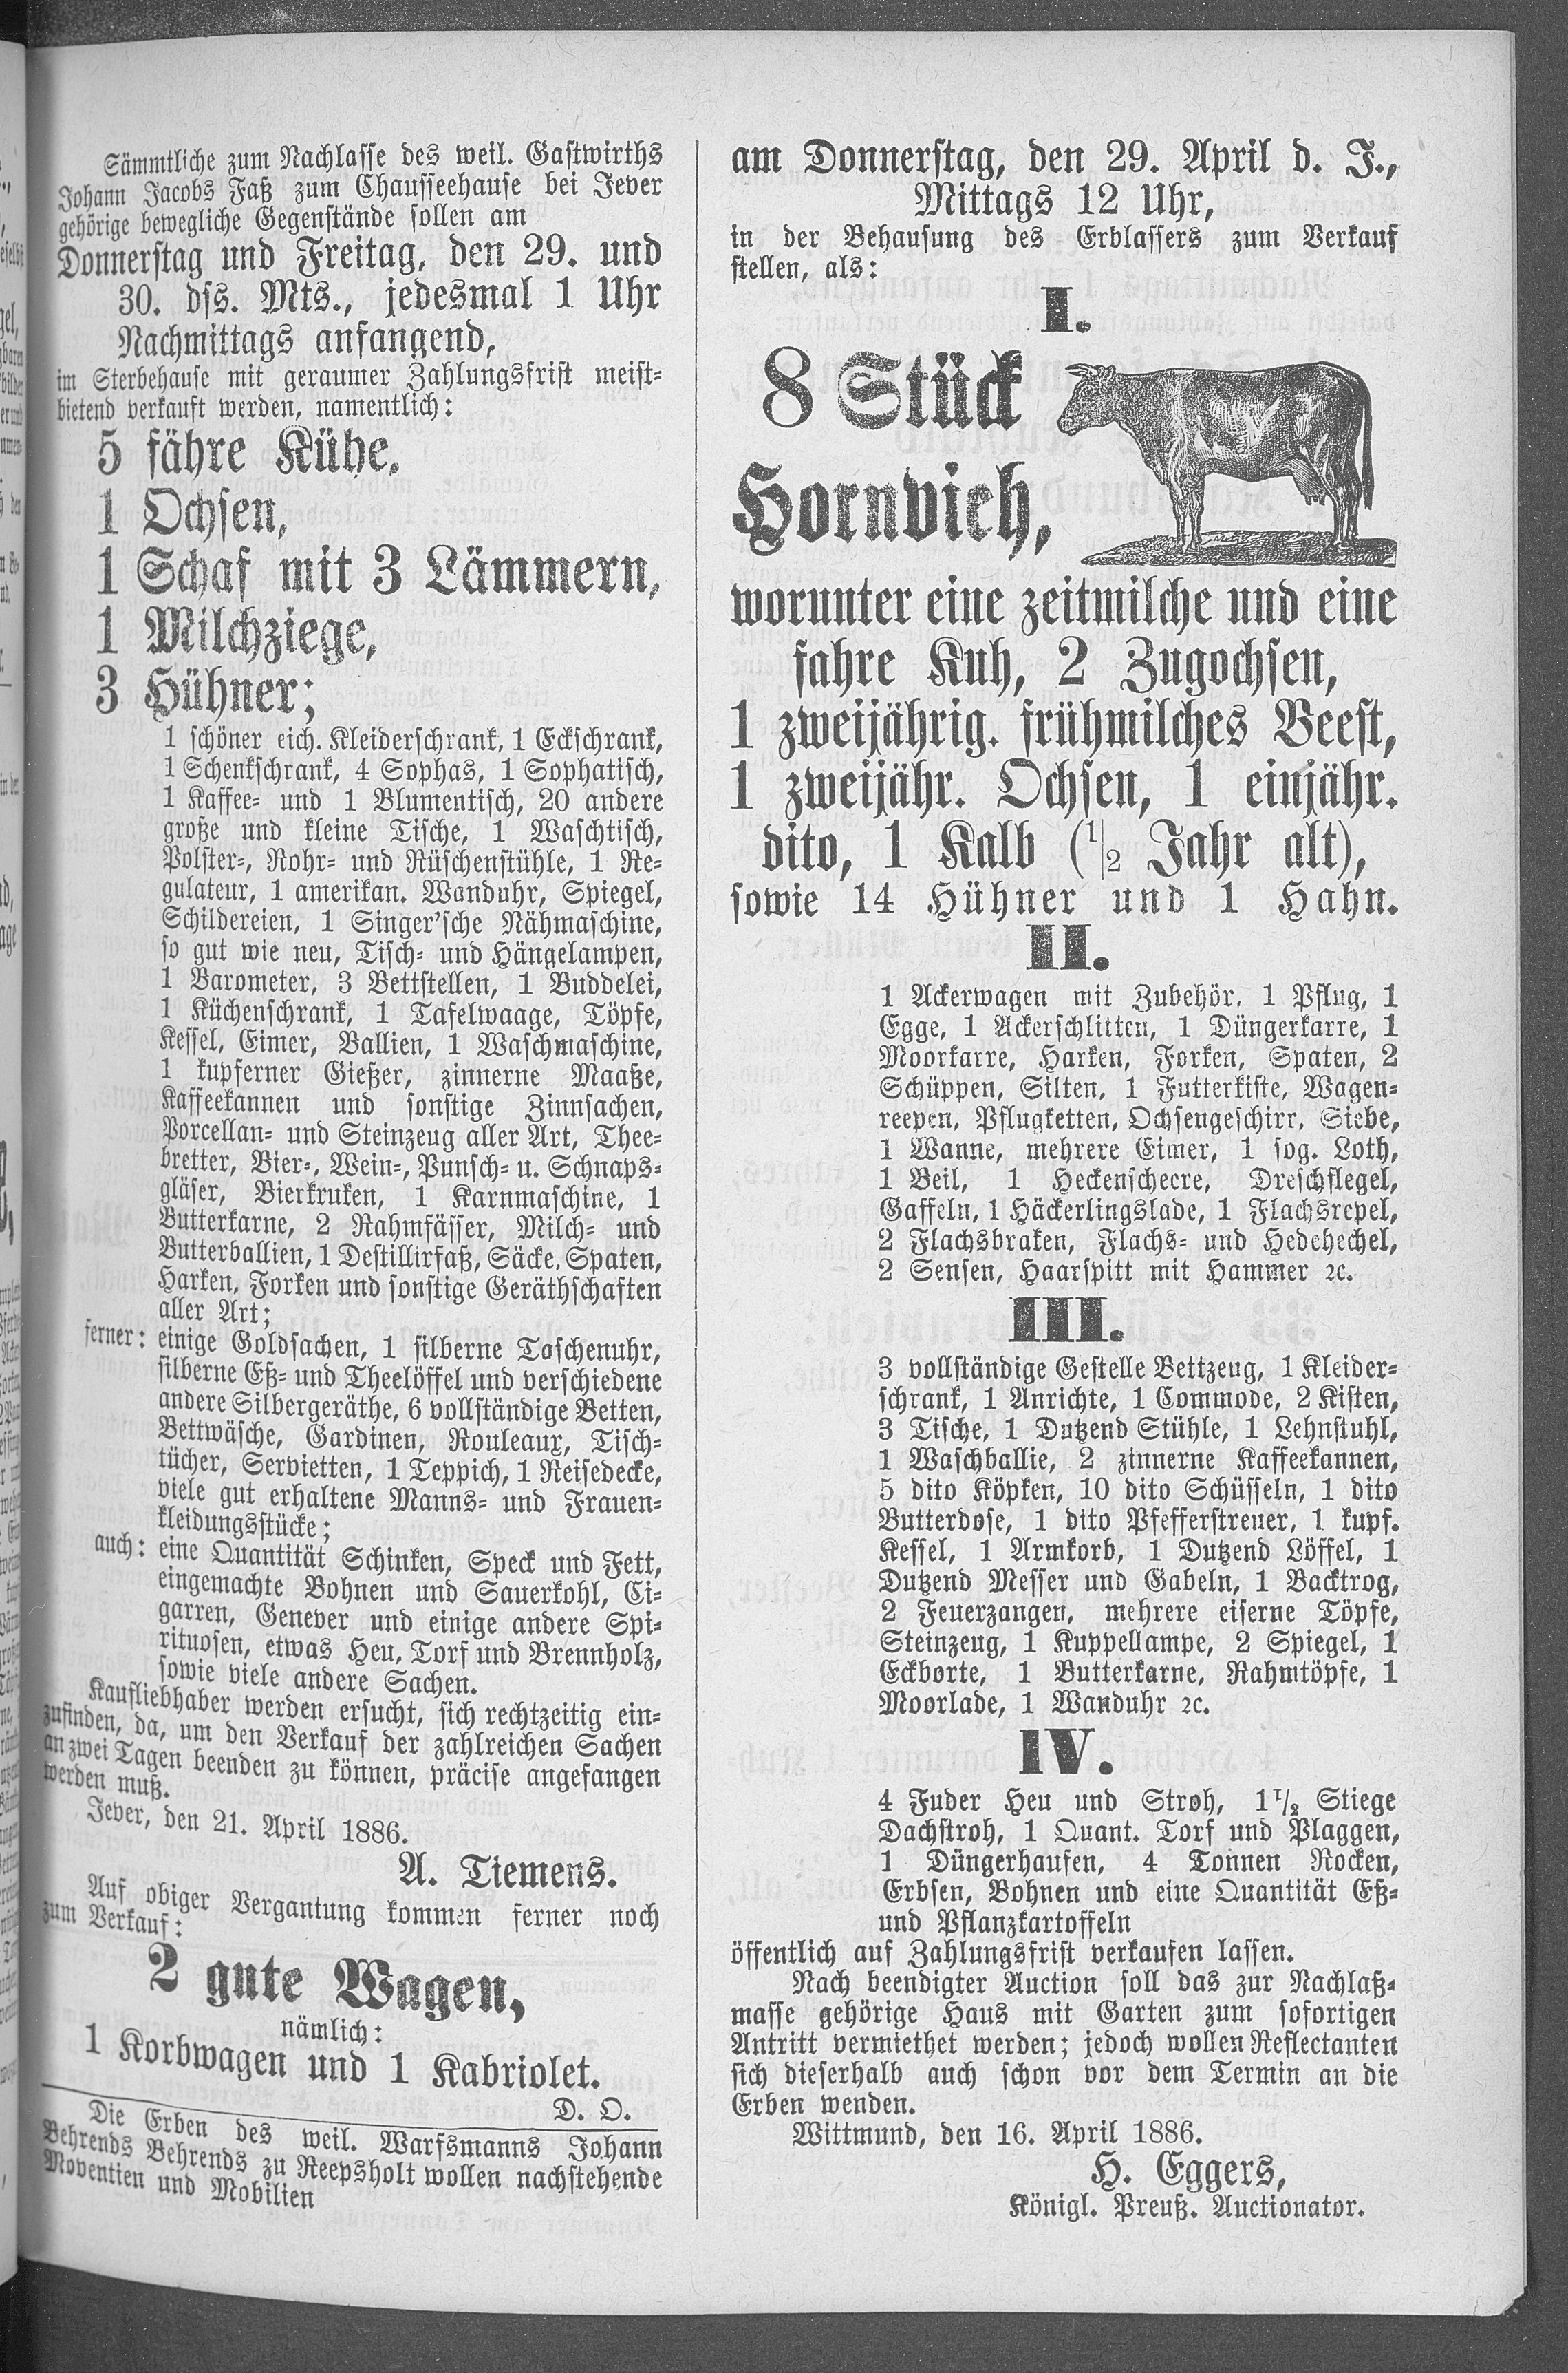 Sämmtliche zum Nachlasse des weil. Gastwirths
Johann Jacobs Faß zum Chausseehause bei Jever
gehörige bewegliche Gegenstände sollen am
Donnerstag und Freitag, den 29. und
30. dss. Mts., jedesmal 1 Uhr
Nachmittags anfangend,
im Sterbehause mit geraumer Zahlungsfrist meist-
bietend verkauft werden, namentlich:
5 fähre Kühe,
1 Ochsen,
1 Schaf mit 3 Lämmern,
1 Milchziege,
3 Hühner;
1 schöner eich. Kleiderschrank, 1 Eckschrank,
1 Schenkschrank, 4 Sophas, 1 Sophatisch,
1 Kaffee- und 1 Blumentisch, 20 andere
große und kleine Tische, 1 Waschtisch,
Polster-, Rohr- und Rüschenstühle, 1 Re-
gulateur, 1 amerikan. Wanduhr, Spiegel,
Schildereien, 1 Singer'sche Nähmaschine,
so gut wie neu, Tisch- und Hängelampen,
1 Barometer, 3 Bettstellen, 1 Buddelei,
1 Küchenschrank, 1 Tafelwaage, Töpfe,
Kessel, Eimer, Ballien, 1 Waschmaschine,
1 kupferner Gießer, zinnerne Maaße,
Kaffeekannen und sonstige Zinnsachen,
Porcellan- und Steinzeug aller Art, Thee-
bretter, Bier-, Wein-, Punsch- u. Schnaps-
gläser, Bierkruken, 1 Karnmaschine, 1
Butterkarne, 2 Rahmfässer, Milch- und
Butterballien, 1 Destillirfaß, Säcke, Spaten,
Harken, Forken und sonstige Geräthschaften
aller Art;
ferner: einige Goldsachen, 1 silberne Taschenuhr,
silberne Eß- und Theelöffel und verschiedene
andere Silbergeräthe, 6 vollständige Betten,
Bettwäsche, Gardinen, Rouleaux, Tisch-
tücher, Servietten, 1 Teppich, 1 Reisedecke,
viele gut erhaltene Manns- und Frauen-
kleidungsstücke;
auch: eine Quantität Schinken, Speck und Fett,
eingemachte Bohnen und Sauerkohl, Ci-
garren, Genever und einige andere Spi-
rituosen, etwas Heu, Torf und Brennholz,
sowie viele andere Sachen.
Kaufliebhaber werden ersucht, sich rechtzeitig ein-
zufinden, da, um den Verkauf der zahlreichen Sachen
an zwei Tagen beenden zu können, präcise angefangen
werden muß.
Jever, den 21. April 1886.
A. Tiemens.
Auf obiger Vergantung kommen ferner noch
zum Verkauf:
2 gute Wagen,
nämlich:
1 Korbwagen und 1 Kabriolet.
D. O.
Die Erben des weil. Warfsmanns Johann
Behrends Behrends zu Reepsholt wollen nachstehende
Moventien und Mobilien
am Donnerstag, den 29. April d. J.,
Mittags 12 Uhr,
in der Behausung des Erblassers zum Verkauf
stellen, als:
I.
8 Stück
Hornvieh,
worunter eine zeitmilche und eine
fahre Kuh, 2 Zugochsen,
1 zweijährig. frühmilches Beest,
1 zweijähr. Ochsen, 1 einjähr.
dito, 1 Kalb (1/2 Jahr alt),
sowie 14 Hühner und 1 Hahn.
II.
1 Ackerwagen mit Zubehör, 1 Pflug, 1
Egge, 1 Ackerschlitten, 1 Düngerkarre, 1
Moorkarre, Harken, Forken, Spaten, 2
Schüppen, Silten, 1 Futterkiste, Wagen-
reepen, Pflugketten, Ochsengeschirr, Siebe,
1 Wanne, mehrere Eimer, 1 sog. Loth,
1 Beil, 1 Heckenscheere, Dreschflegel,
Gaffeln, 1 Häckerlingslade, 1 Flachsrepel,
2 Flachsbraken, Flachs- und Hedehechel,
2 Sensen, Haarspitt mit Hammer ꝛc.
III.
3 vollständige Gestelle Bettzeug, 1 Kleider-
schrank, 1 Anrichte, 1 Commode, 2 Kisten,
3 Tische, 1 Dutzend Stühle, 1 Lehnstuhl,
1 Waschballie, 2 zinnerne Kaffeekannen,
5 dito Köpken, 10 dito Schüsseln, 1 dito
Butterdose, 1 dito Pfefferstreuer, 1 kupf.
Kessel, 1 Armkorb, 1 Dutzend Löffel, 1
Dutzend Messer und Gabeln, 1 Backtrog,
2 Feuerzangen, mehrere eiserne Töpfe,
Steinzeug, 1 Kuppellampe, 2 Spiegel, 1
Eckborte, 1 Butterkarne, Rahmtöpfe, 1
Moorlade, 1 Wanduhr ꝛc.
IV.
4 Fuder Heu und Stroh, 1 1/2 Stiege
Dachstroh, 1 Quant. Torf und Plaggen,
1 Düngerhaufen, 4 Tonnen Rocken,
Erbsen, Bohnen und eine Quantität Eß-
und Pflanzkartoffeln
öffentlich auf Zahlungsfrist verkaufen lassen.
Nach beendigter Auction soll das zur Nachlaß-
masse gehörige Haus mit Garten zum sofortigen
Antritt vermiethet werden; jedoch wollen Reflectanten
sich dieserhalb auch schon vor dem Termin an die
Erben wenden.
Wittmund, den 16. April 1886.
H. Eggers,
Königl. Preuß. Auctionator.